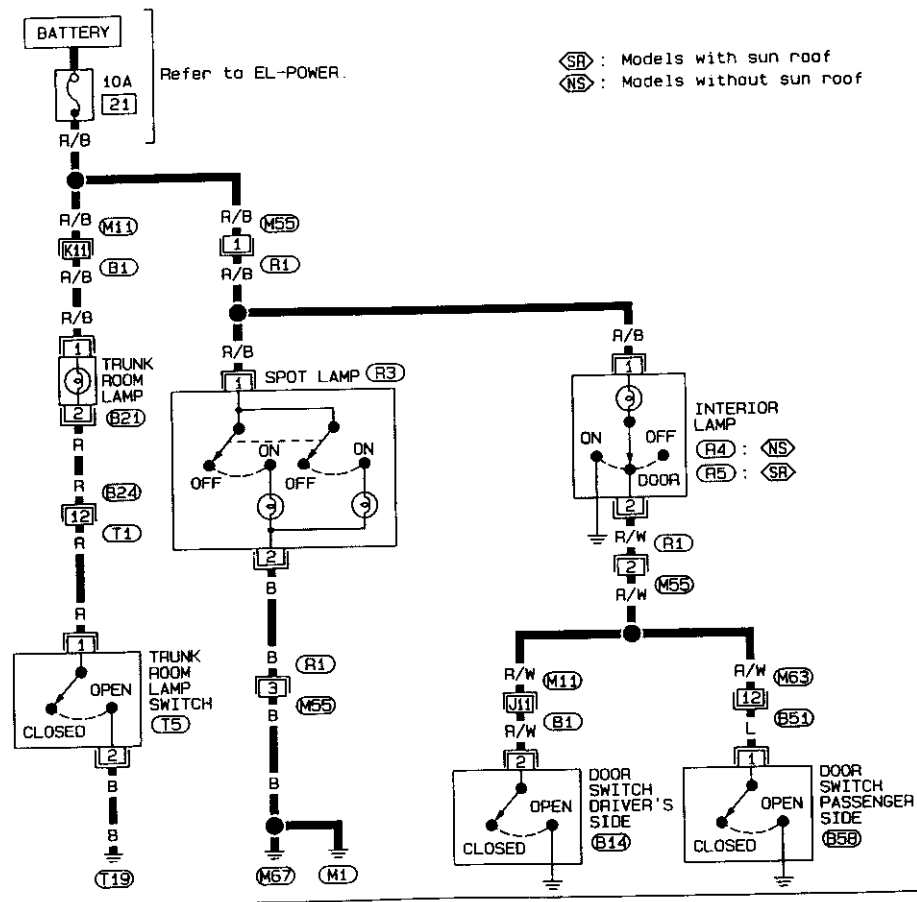 BATTERY
10A
21
Refer to EL-POWER.
SR : Models with sun roof
NS : Models without sun roof
R/B
R/B
M11
K11
B1
R/B
R/B
R/B
M55
1
R1
R/B
1
TRUNK
ROOM
LAMP
2
B21
R
R
B24
12
T1
R
R
1
TRUNK
ROOM
LAMP
SWITCH
T5
OPEN
CLOSED
2
B
B
T19
R/B
1
SPOT LAMP R3
OFF
ON
OFF
ON
2
B
B
R1
3
M55
B
B
M67
M1
R/B
1
INTERIOR
LAMP
R4 : NS
R5 : SR
ON
OFF
DOOR
2
R/W
R1
2
M55
R/W
R/W
M11
J11
B1
R/W
2
DOOR
SWITCH
DRIVER'S
SIDE
B14
OPEN
CLOSED
R/W
M63
12
B51
L
1
DOOR
SWITCH
PASSENGER
SIDE
B58
OPEN
CLOSED